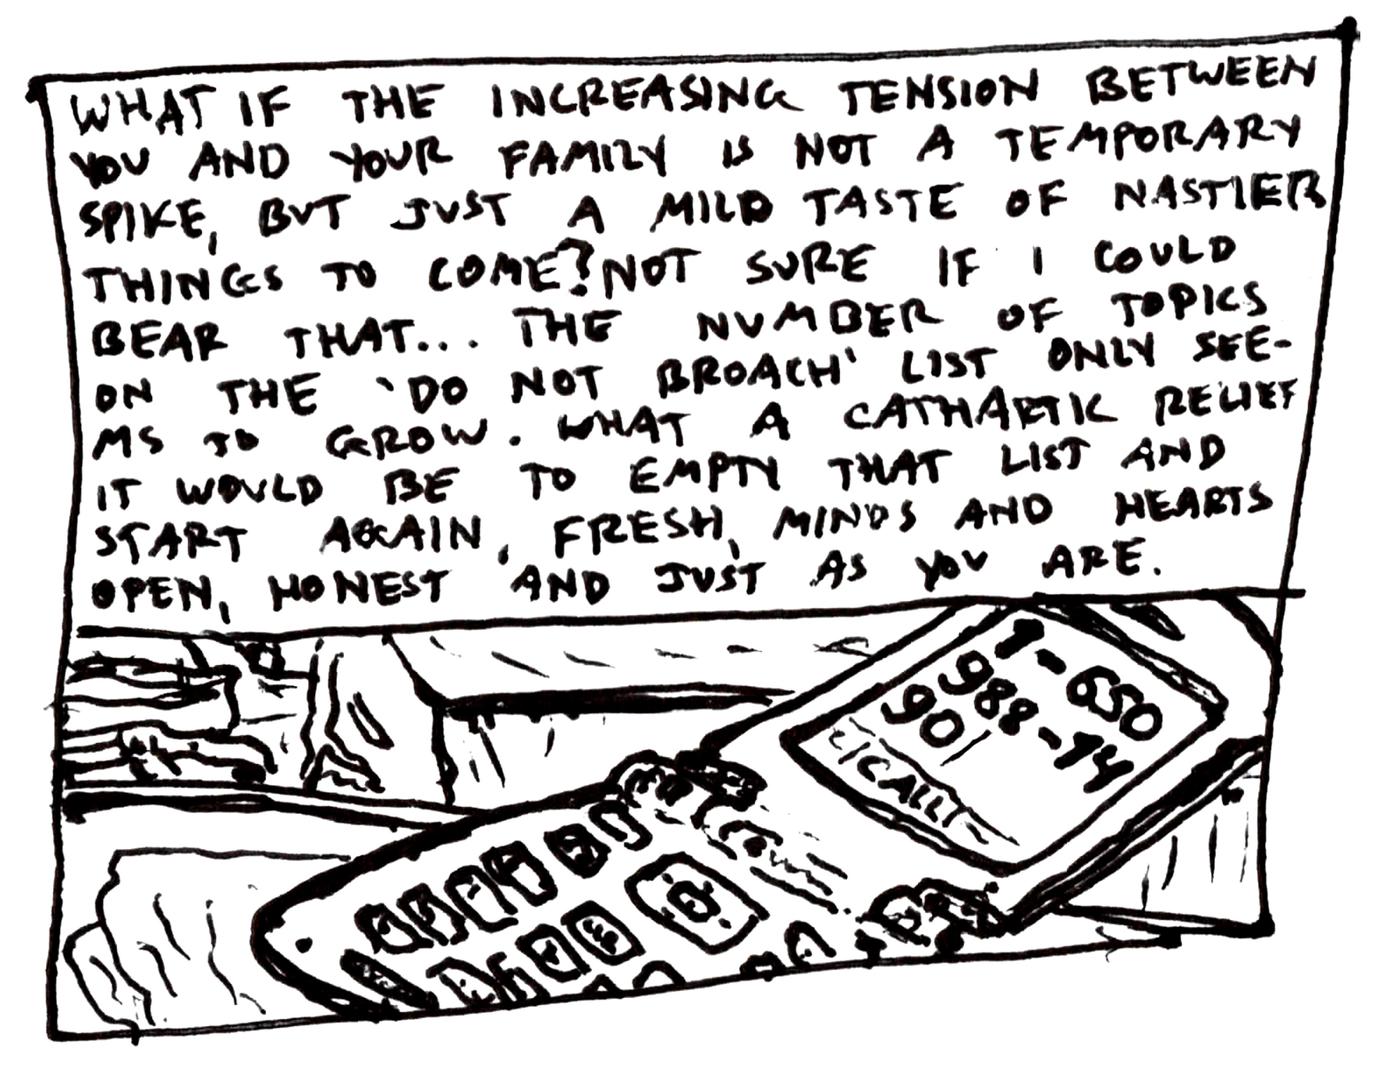 WHAT IF THE INCREASING TENSION BETWEEN
YOU AND YOUR FAMILY IS NOT A TEMPORARY
SPIKE, BUT JUST A MILD TASTE OF NASTIER
THINGS TO COME? NOT SURE IF I COULD
BEAR THAT... THE NUMBER OF TOPICS
ON THE 'DO NOT BROACH' LIST ONLY SEE-
MS TO GROW. WHAT A CATHARTIC RELIEF
IT WOULD BE TO EMPTY THAT LIST AND
START AGAIN, FRESH, MINDS AND HEARTS
OPEN, HONEST AND JUST AS YOU ARE.
1-650
988-74
90
CALL